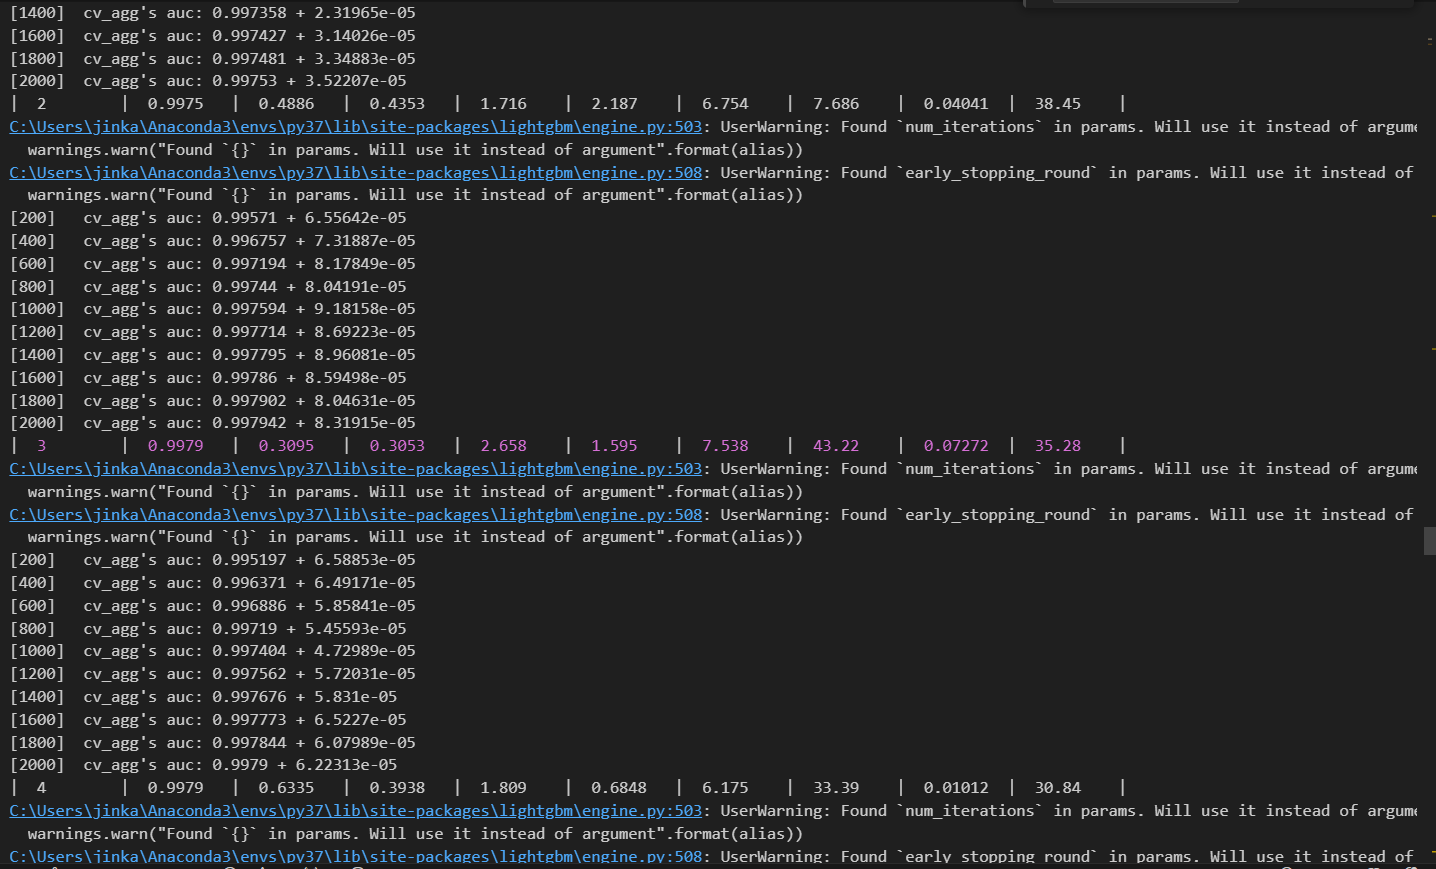 [1400]  cv_agg's auc: 0.997358 + 2.31965e-05
[1600]  cv_agg's auc: 0.997427 + 3.14026e-05
[1800]  cv_agg's auc: 0.997481 + 3.34883e-05
[2000]  cv_agg's auc: 0.99753 + 3.52207e-05
|  2        |  0.9975   |  0.4886   |  0.4353   |  1.716    |  2.187    |  6.754    |  7.686    |  0.04041  |  38.45    |
C:\Users\jinka\Anaconda3\envs\py37\lib\site-packages\lightgbm\engine.py:503: UserWarning: Found `num_iterations` in params. Will use it instead of argume
  warnings.warn("Found `{}` in params. Will use it instead of argument".format(alias))
C:\Users\jinka\Anaconda3\envs\py37\lib\site-packages\lightgbm\engine.py:508: UserWarning: Found `early_stopping_round` in params. Will use it instead of
  warnings.warn("Found `{}` in params. Will use it instead of argument".format(alias))
[200]   cv_agg's auc: 0.99571 + 6.55642e-05
[400]   cv_agg's auc: 0.996757 + 7.31887e-05
[600]   cv_agg's auc: 0.997194 + 8.17849e-05
[800]   cv_agg's auc: 0.99744 + 8.04191e-05
[1000]  cv_agg's auc: 0.997594 + 9.18158e-05
[1200]  cv_agg's auc: 0.997714 + 8.69223e-05
[1400]  cv_agg's auc: 0.997795 + 8.96081e-05
[1600]  cv_agg's auc: 0.99786 + 8.59498e-05
[1800]  cv_agg's auc: 0.997902 + 8.04631e-05
[2000]  cv_agg's auc: 0.997942 + 8.31915e-05
|  3        |  0.9979   |  0.3095   |  0.3053   |  2.658    |  1.595    |  7.538    |  43.22    |  0.07272  |  35.28    |
C:\Users\jinka\Anaconda3\envs\py37\lib\site-packages\lightgbm\engine.py:503: UserWarning: Found `num_iterations` in params. Will use it instead of argume
  warnings.warn("Found `{}` in params. Will use it instead of argument".format(alias))
C:\Users\jinka\Anaconda3\envs\py37\lib\site-packages\lightgbm\engine.py:508: UserWarning: Found `early_stopping_round` in params. Will use it instead of
  warnings.warn("Found `{}` in params. Will use it instead of argument".format(alias))
[200]   cv_agg's auc: 0.995197 + 6.58853e-05
[400]   cv_agg's auc: 0.996371 + 6.49171e-05
[600]   cv_agg's auc: 0.996886 + 5.85841e-05
[800]   cv_agg's auc: 0.99719 + 5.45593e-05
[1000]  cv_agg's auc: 0.997404 + 4.72989e-05
[1200]  cv_agg's auc: 0.997562 + 5.72031e-05
[1400]  cv_agg's auc: 0.997676 + 5.831e-05
[1600]  cv_agg's auc: 0.997773 + 6.5227e-05
[1800]  cv_agg's auc: 0.997844 + 6.07989e-05
[2000]  cv_agg's auc: 0.9979 + 6.22313e-05
|  4        |  0.9979   |  0.6335   |  0.3938   |  1.809    |  0.6848   |  6.175    |  33.39    |  0.01012  |  30.84    |
C:\Users\jinka\Anaconda3\envs\py37\lib\site-packages\lightgbm\engine.py:503: UserWarning: Found `num_iterations` in params. Will use it instead of argume
  warnings.warn("Found `{}` in params. Will use it instead of argument".format(alias))
C:\Users\jinka\Anaconda3\envs\py37\lib\site-packages\lightgbm\engine.py:508: UserWarning: Found `early_stopping_round` in params. Will use it instead of